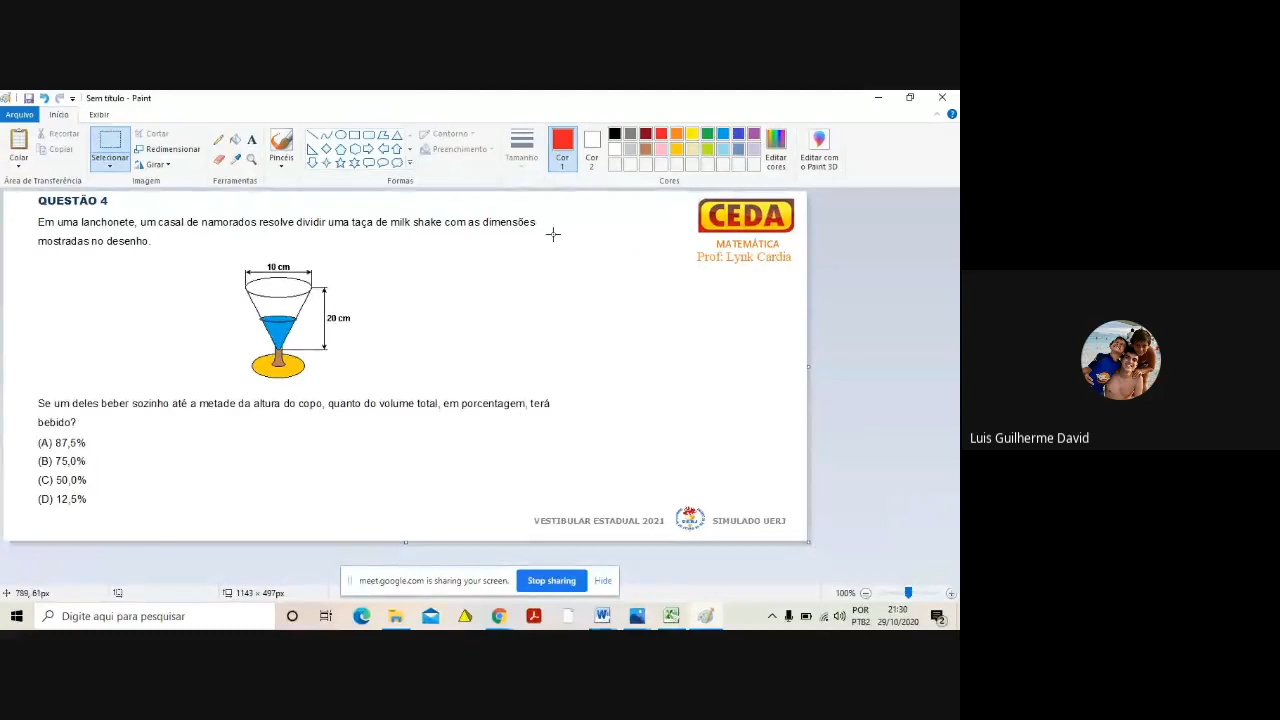 Sem título - Paint
Arquivo
Início
Exibir
Colar
Recortar
Copiar
Área de Transferência
Selecionar
Cortar
Redimensionar
Girar
Imagem
Ferramentas
Pincéis
Contorno
Preenchimento
Formas
Tamanho
Cor
1
Cor
2
Editar
cores
Editar com
o Paint 3D
Cores
QUESTÃO 4
Em uma lanchonete, um casal de namorados resolve dividir uma taça de milk shake com as dimensões
mostradas no desenho.
CEDA
MATEMÁTICA
Prof: Lynk Cardia
10 cm
20 cm
Se um deles beber sozinho até a metade da altura do copo, quanto do volume total, em porcentagem, terá
bebido?
(A) 87,5%
(B) 75,0%
(C) 50,0%
(D) 12,5%
VESTIBULAR ESTADUAL 2021
UERJ
SIMULADO UERJ
Luis Guilherme David
meet.google.com is sharing your screen.
Stop sharing
Hide
789, 61px
1143 × 497px
100%
Digite aqui para pesquisar
POR
PTB2
21:30
29/10/2020
2